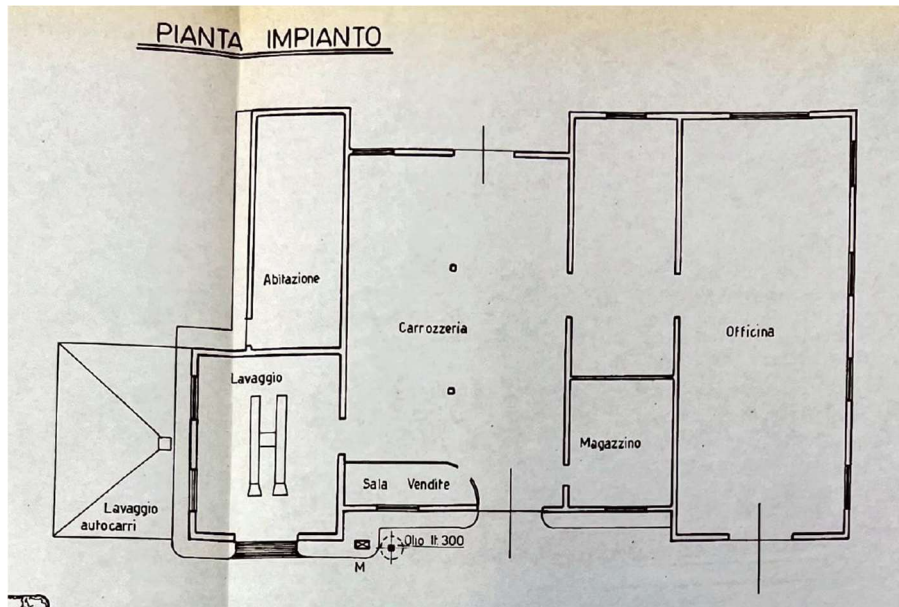 PIANTA IMPIANTO
Abitazione
Carrozzeria
Officina
Lavaggio
Magazzino
Sala Vendite
Lavaggio
autocarri
Olio lt. 300
M